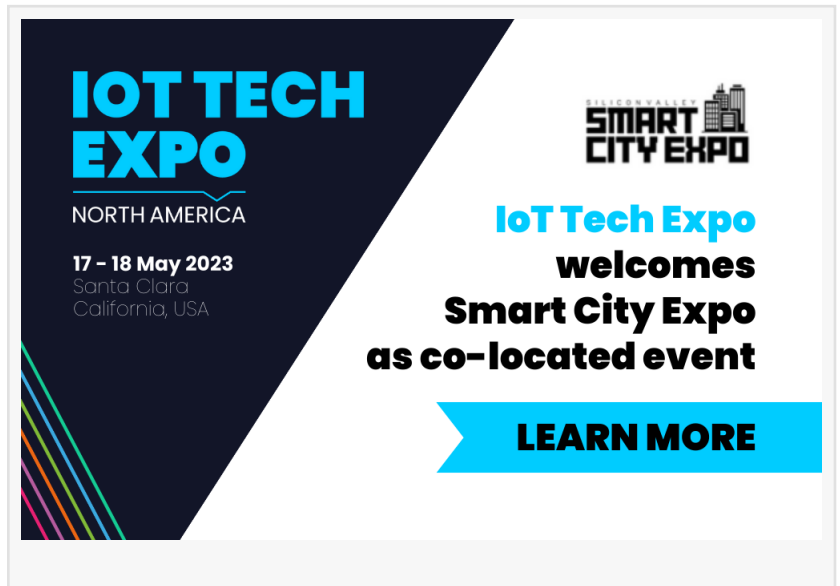 IOT TECH
EXPO
NORTH AMERICA
17 – 18 May 2023
Santa Clara
California, USA
SILICON VALLEY
SMART
CITY EXPO
IoT Tech Expo
welcomes
Smart City Expo
as co-located event
LEARN MORE